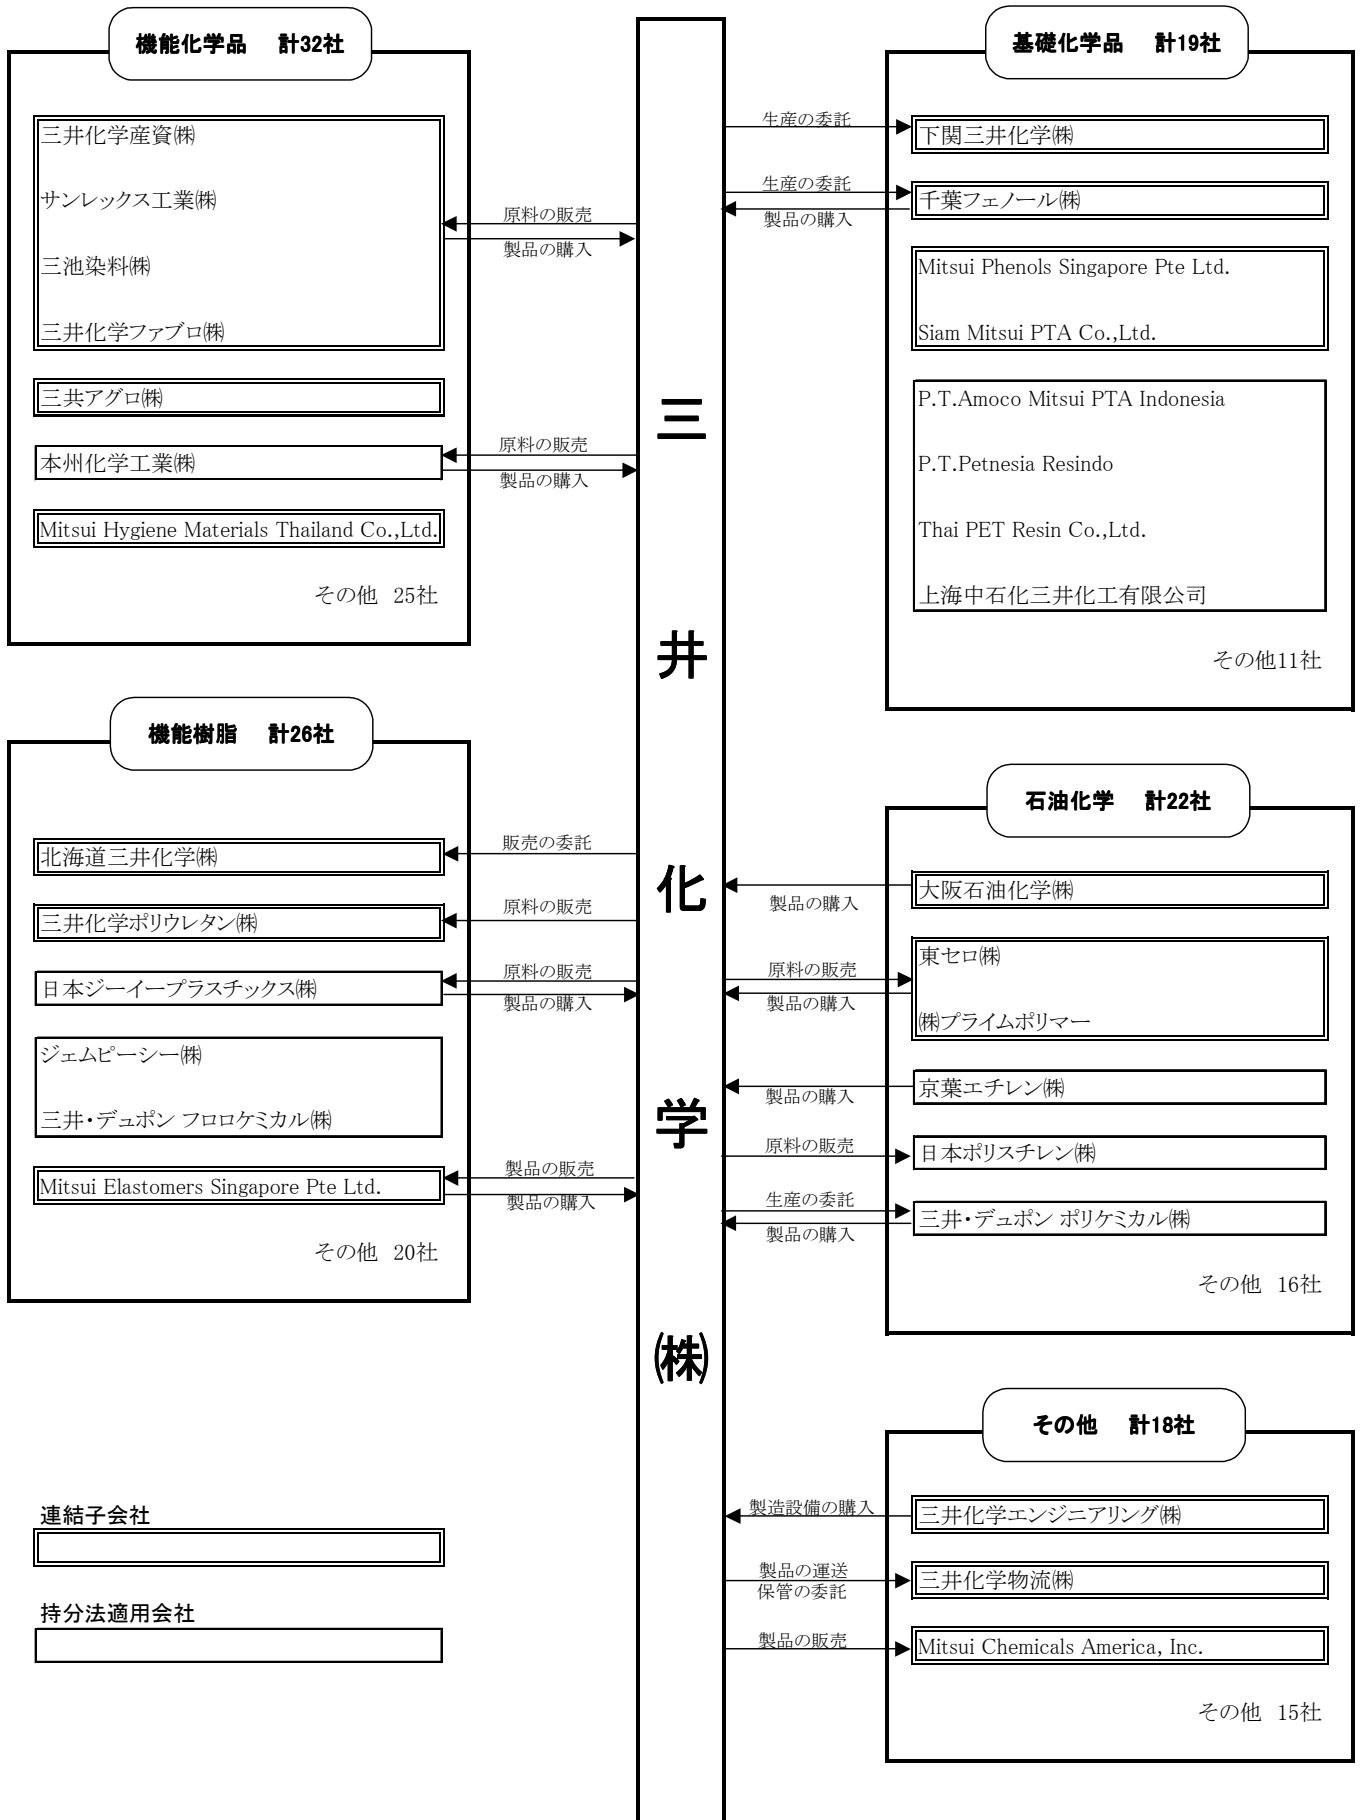 機能化学品　計32社
三井化学産資㈱
サンレックス工業㈱
三池染料㈱
三井化学ファブロ㈱
原料の販売
製品の購入
三共アグロ㈱
本州化学工業㈱
原料の販売
製品の購入
Mitsui Hygiene Materials Thailand Co.,Ltd.
その他 25社
機能樹脂　計26社
北海道三井化学㈱
販売の委託
三井化学ポリウレタン㈱
原料の販売
日本ジーイープラスチックス㈱
原料の販売
製品の購入
ジェムピーシー㈱
三井・デュポン フロロケミカル㈱
Mitsui Elastomers Singapore Pte Ltd.
製品の販売
製品の購入
その他 20社
連結子会社
持分法適用会社
三
井
化
学
㈱
基礎化学品　計19社
生産の委託
下関三井化学㈱
生産の委託
製品の購入
千葉フェノール㈱
Mitsui Phenols Singapore Pte Ltd.
Siam Mitsui PTA Co.,Ltd.
P.T.Amoco Mitsui PTA Indonesia
P.T.Petnesia Resindo
Thai PET Resin Co.,Ltd.
上海中石化三井化工有限公司
その他11社
石油化学　計22社
製品の購入
大阪石油化学㈱
原料の販売
製品の購入
東セロ㈱
㈱プライムポリマー
製品の購入
京葉エチレン㈱
原料の販売
日本ポリスチレン㈱
生産の委託
製品の購入
三井・デュポン ポリケミカル㈱
その他 16社
その他　計18社
製造設備の購入
三井化学エンジニアリング㈱
製品の運送
保管の委託
三井化学物流㈱
製品の販売
Mitsui Chemicals America, Inc.
その他 15社